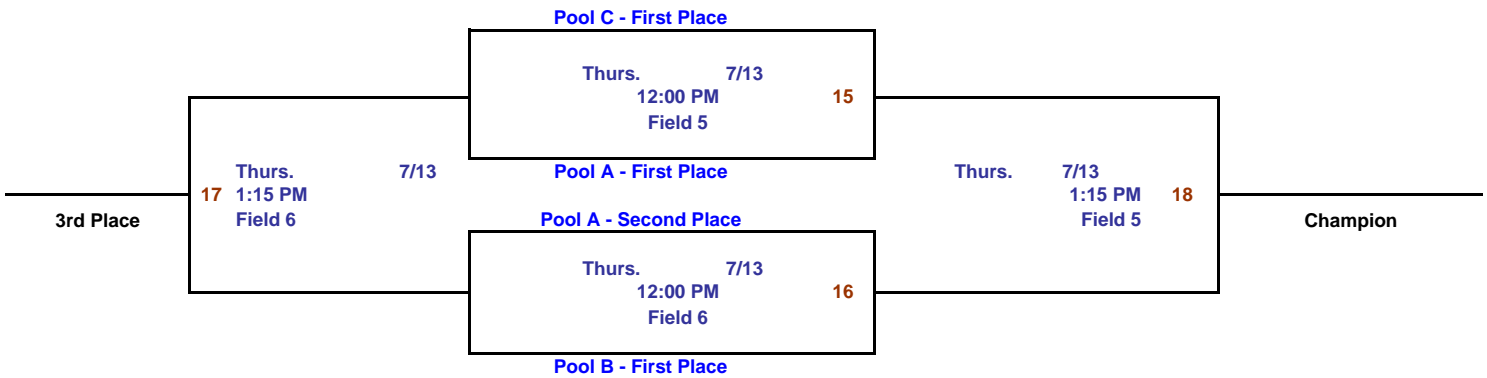 Pool C - First Place
Thurs. 7/13
12:00 PM 15
Field 5
Pool A - First Place
Thurs. 7/13
17 1:15 PM
Field 6
3rd Place
Thurs. 7/13
1:15 PM 18
Field 5
Champion
Pool A - Second Place
Thurs. 7/13
12:00 PM 16
Field 6
Pool B - First Place